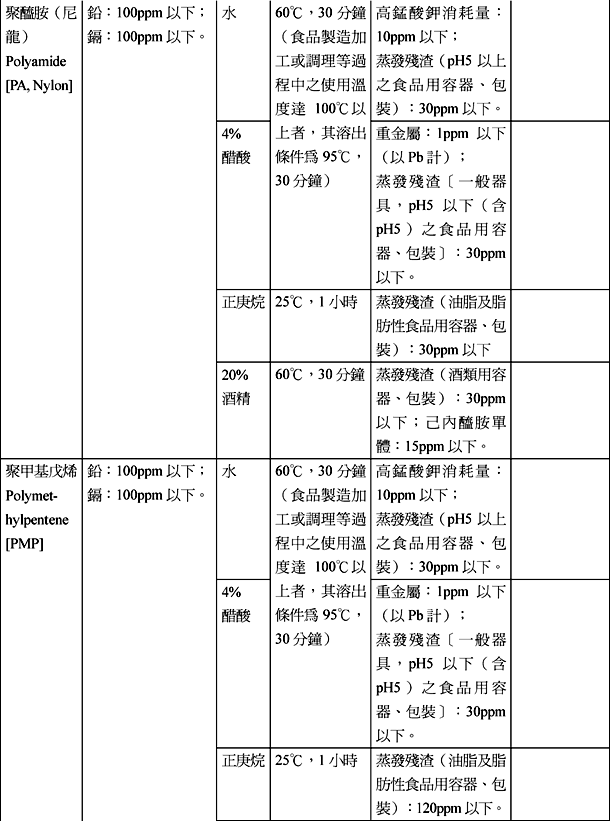 聚醯胺（尼
龍）
Polyamide
[PA, Nylon]
鉛：100ppm 以下；
鎘：100ppm 以下。
水
60℃，30 分鐘
（食品製造加
工或調理等過
程中之使用溫
度達 100℃以
上者，其溶出
條件為 95℃，
30 分鐘）
高錳酸鉀消耗量：
10ppm 以下；
蒸發殘渣（pH5 以上
之食品用容器、包
裝）：30ppm 以下。
4%
醋酸
重金屬：1ppm 以下
（以 Pb 計）；
蒸發殘渣〔一般器
具，pH5 以下（含
pH5）之食品用容
器、包裝〕：30ppm
以下。
正庚烷
25℃，1 小時
蒸發殘渣（油脂及脂
肪性食品用容器、包
裝）：30ppm 以下
20%
酒精
60℃，30 分鐘
蒸發殘渣（酒類用容
器、包裝）：30ppm
以下；己內醯胺單
體：15ppm 以下。
聚甲基戊烯
Polymet-
hylpentene
[PMP]
鉛：100ppm 以下；
鎘：100ppm 以下。
水
60℃，30 分鐘
（食品製造加
工或調理等過
程中之使用溫
度達 100℃以
上者，其溶出
條件為 95℃，
30 分鐘）
高錳酸鉀消耗量：
10ppm 以下；
蒸發殘渣（pH5 以上
之食品用容器、包
裝）：30ppm 以下。
4%
醋酸
重金屬：1ppm 以下
（以 Pb 計）；
蒸發殘渣〔一般器
具，pH5 以下（含
pH5）之食品用容
器、包裝〕：30ppm
以下。
正庚烷
25℃，1 小時
蒸發殘渣（油脂及脂
肪性食品用容器、包
裝）：120ppm 以下。